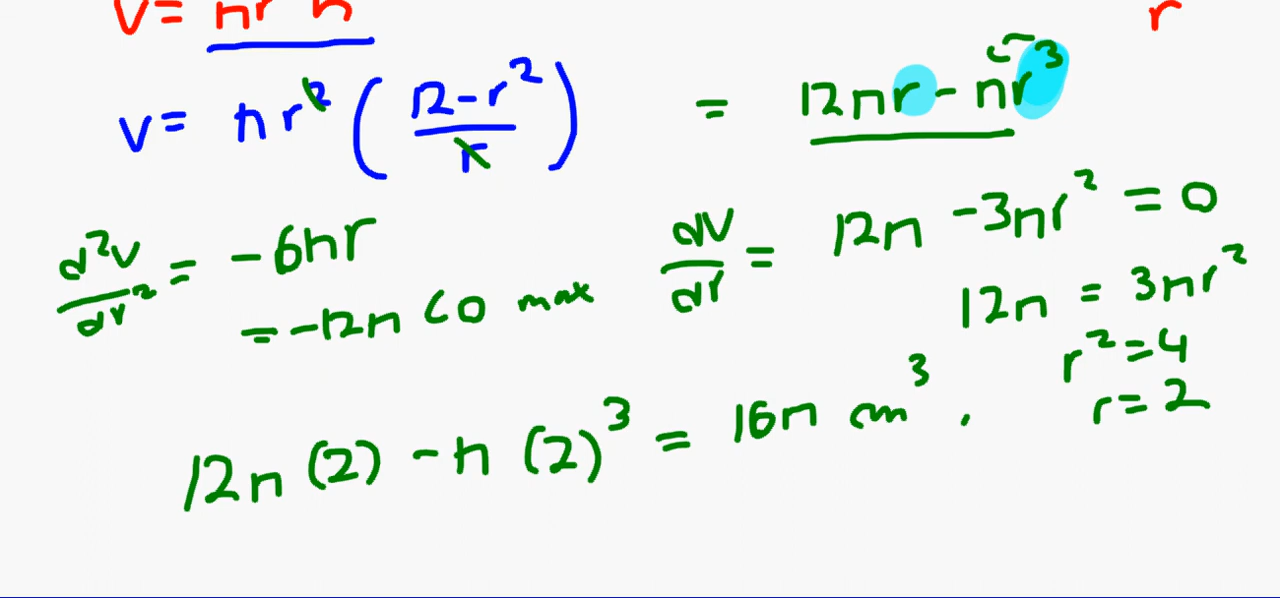 V = πr h
r
V = πr² ( (12 - r²) / r ) = 12πr - πr³
dV/dr = 12π - 3πr² = 0
d²V/dr² = -6πr
12π = 3πr²
= -12π < 0 max
r² = 4
r = 2
12π (2) - π (2)³ = 16π cm³.